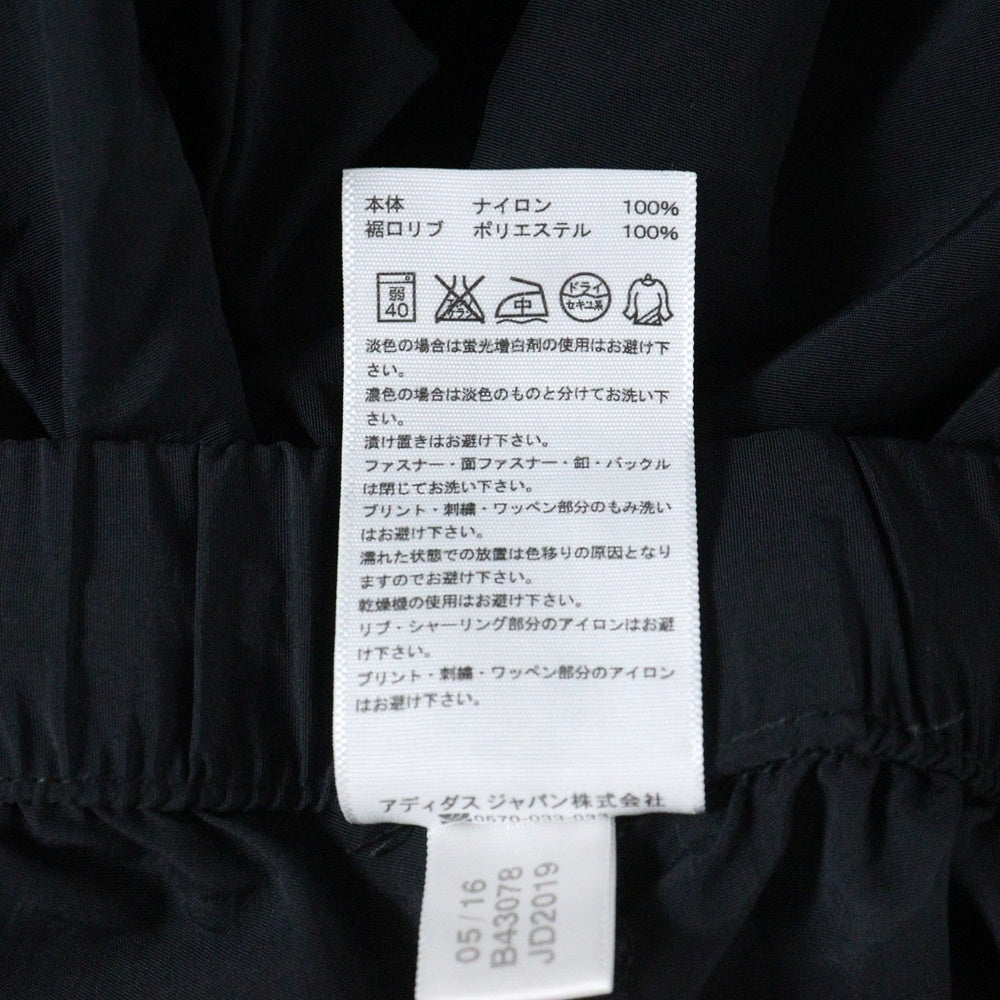 本体 ナイロン 100%
裾口リブ ポリエステル 100%
弱
40
エンソ
サラシ
中
ドライ
セキユ系
淡色の場合は蛍光増白剤の使用はお避け下
さい。
濃色の場合は淡色のものと分けてお洗い下
さい。
漬け置きはお避け下さい。
ファスナー・面ファスナー・釦・バックル
は閉じてお洗い下さい。
プリント・刺繍・ワッペン部分のもみ洗い
はお避け下さい。
濡れた状態での放置は色移りの原因となり
ますのでお避け下さい。
乾燥機の使用はお避け下さい。
リブ・シャーリング部分のアイロンはお避
け下さい。
プリント・刺繍・ワッペン部分のアイロン
はお避け下さい。
アディダス ジャパン株式会社
0570-033-033
05/16
B43078
JD2019